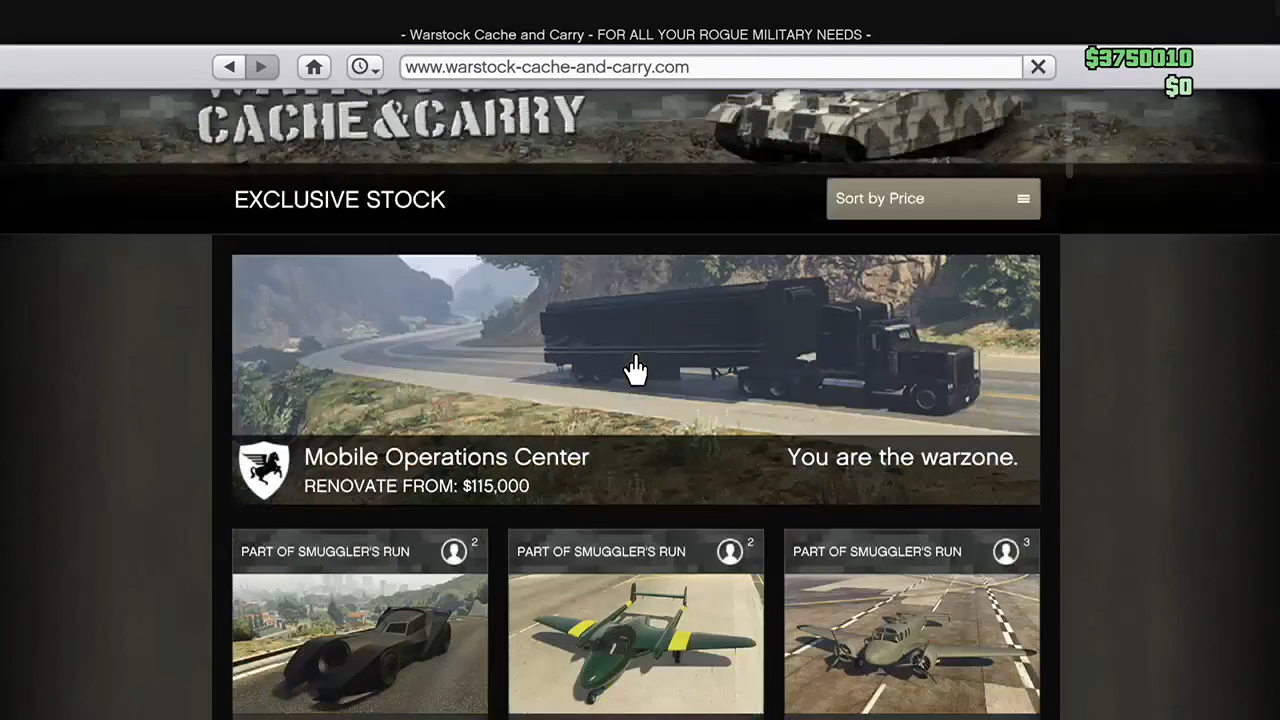 - Warstock Cache and Carry - FOR ALL YOUR ROGUE MILITARY NEEDS -
www.warstock-cache-and-carry.com
$3750010
$0
CACHE&CARRY
EXCLUSIVE STOCK
Sort by Price
Mobile Operations Center
You are the warzone.
RENOVATE FROM: $115,000
PART OF SMUGGLER'S RUN 2
PART OF SMUGGLER'S RUN 2
PART OF SMUGGLER'S RUN 3